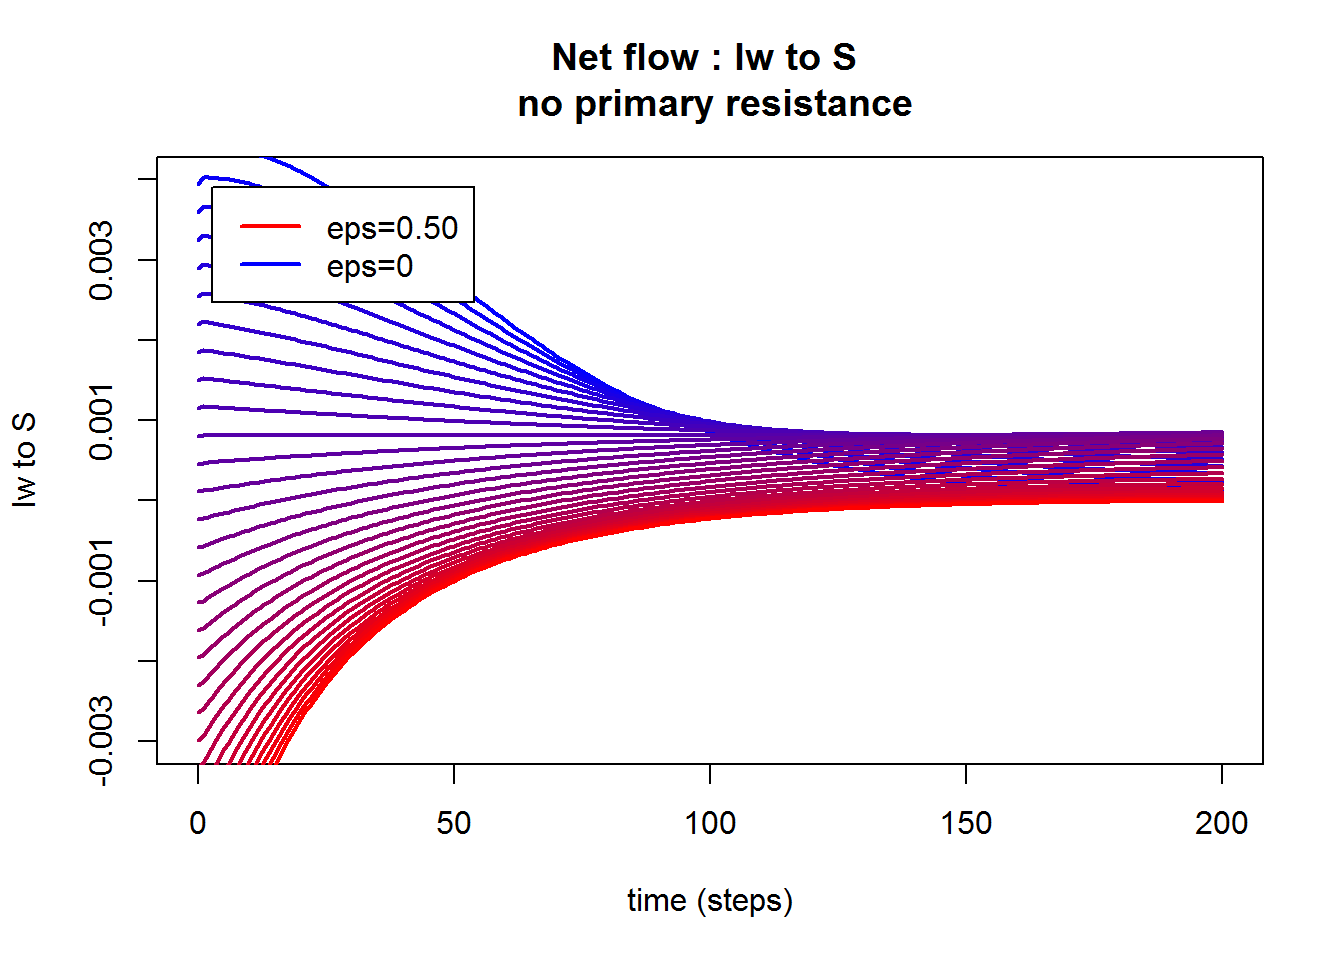 Net flow : Iw to S
no primary resistance
eps=0.50
eps=0
0.003
0.001
-0.001
-0.003
Iw to S
0 50 100 150 200
time (steps)